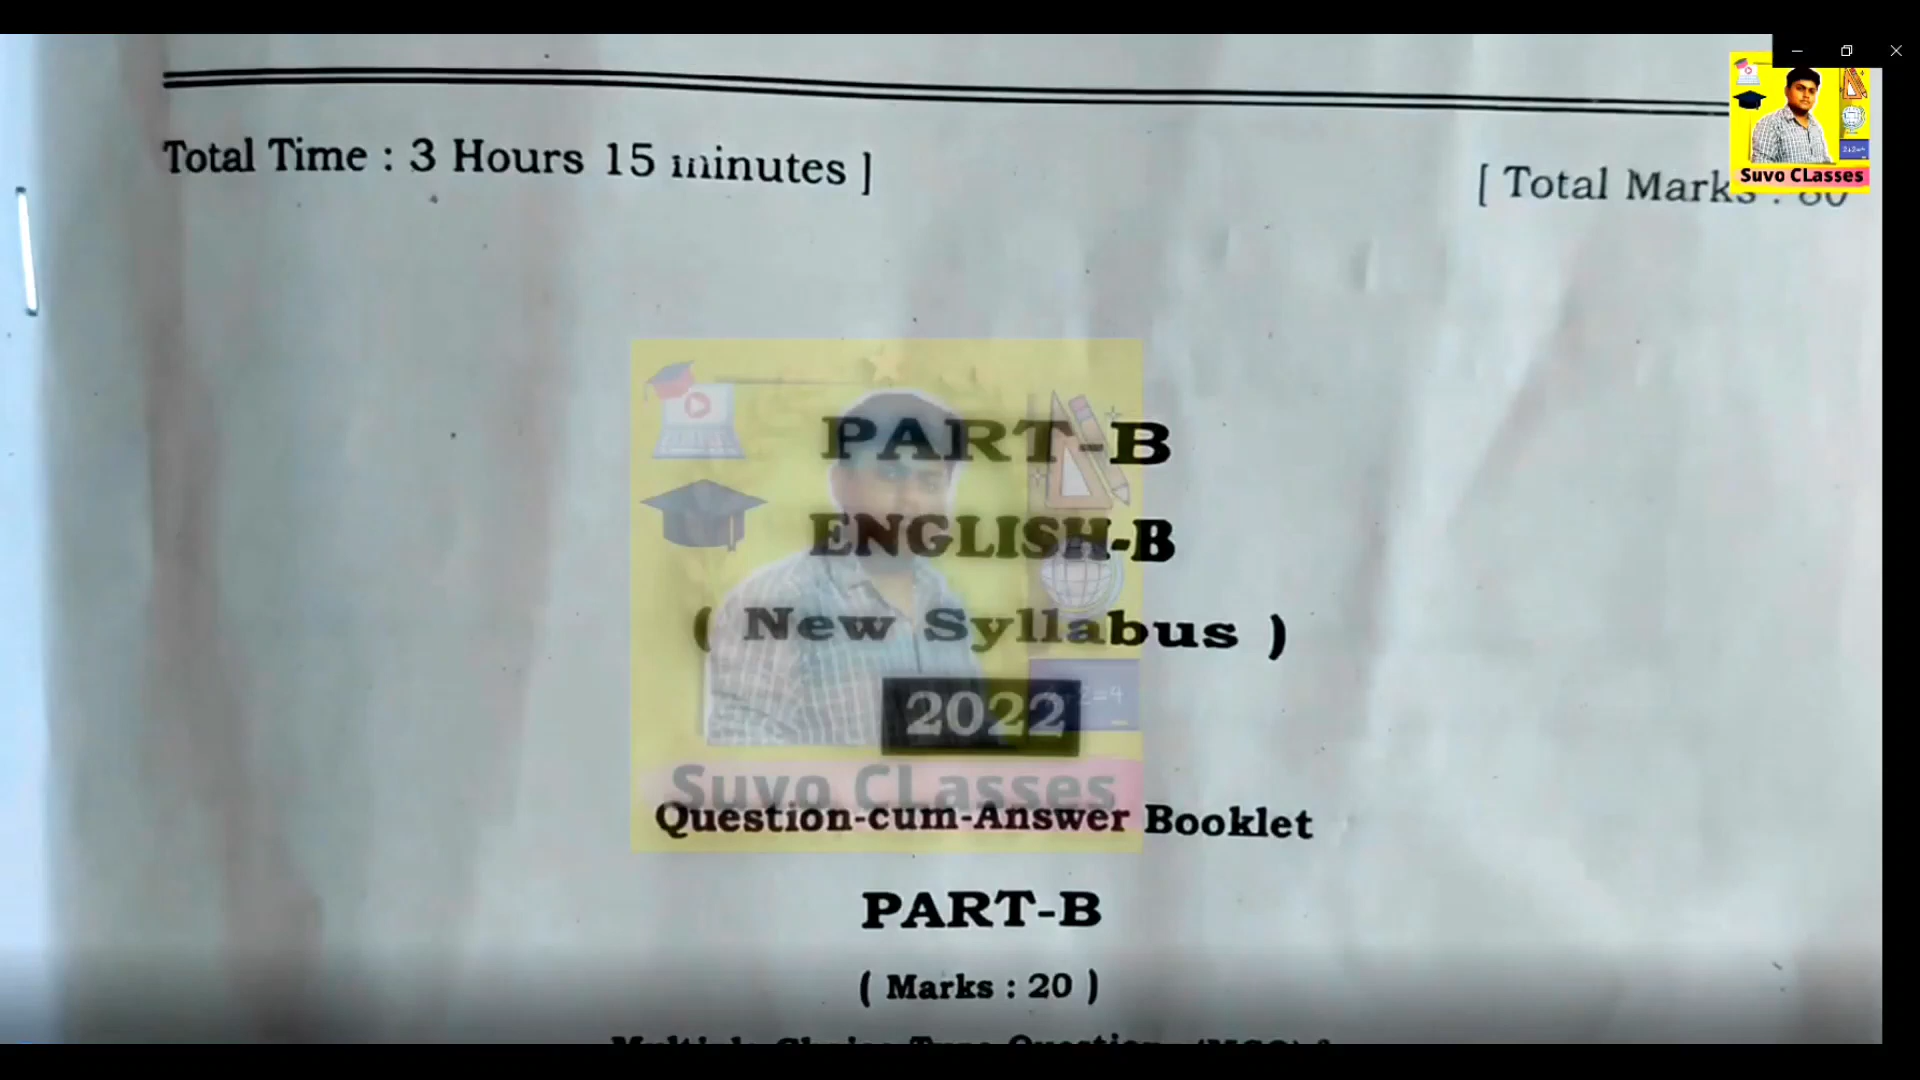 Total Time : 3 Hours 15 minutes ]
[ Total Marks : 80
Suvo CLasses
PART-B
ENGLISH-B
( New Syllabus )
2022
Suvo CLasses
Question-cum-Answer Booklet
PART-B
( Marks : 20 )